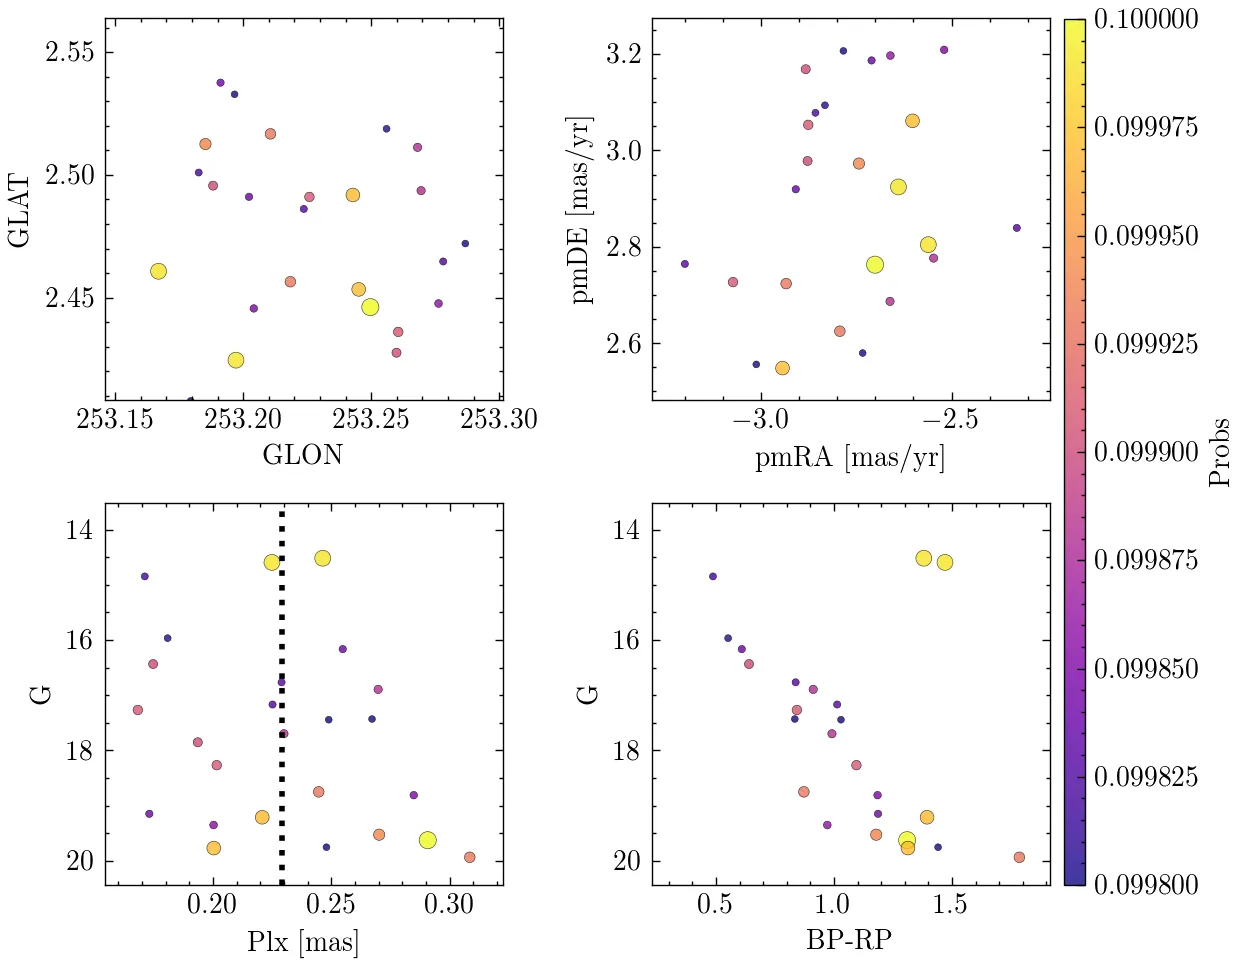 2.55
2.50
2.45
GLAT
253.15 253.20 253.25 253.30
GLON
3.2
3.0
2.8
2.6
pmDE [mas/yr]
−3.0 −2.5
pmRA [mas/yr]
0.100000
0.099975
0.099950
0.099925
0.099900
0.099875
0.099850
0.099825
0.099800
Probs
14
16
18
20
G
0.20 0.25 0.30
Plx [mas]
14
16
18
20
G
0.5 1.0 1.5
BP-RP